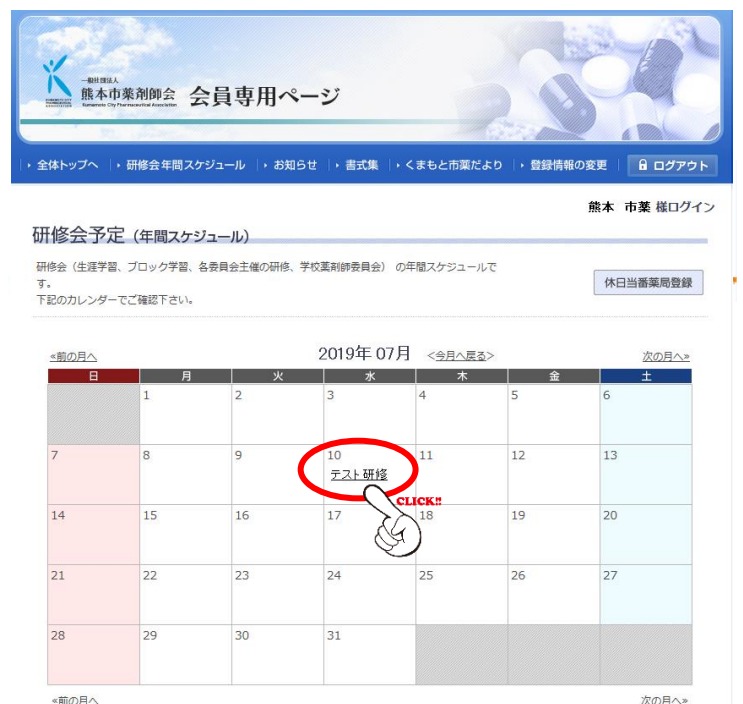 一般社団法人
熊本市薬剤師会 会員専用ページ
Kumamoto City Pharmaceutical Association
全体トップへ 研修会年間スケジュール お知らせ 書式集 くまもと市薬だより 登録情報の変更 ログアウト
熊本 市薬 様ログイン
研修会予定（年間スケジュール）
研修会（生涯学習、ブロック学習、各委員会主催の研修、学校薬剤師委員会） の年間スケジュールで
す。
下記のカレンダーでご確認下さい。
休日当番薬局登録
«前の月へ 2019年 07月 <今月へ戻る> 次の月へ»
日 月 火 水 木 金 土
1 2 3 4 5 6
7 8 9 10 11 12 13
テスト研修
CLICK!!
14 15 16 17 18 19 20
21 22 23 24 25 26 27
28 29 30 31
«前の月へ 次の月へ»